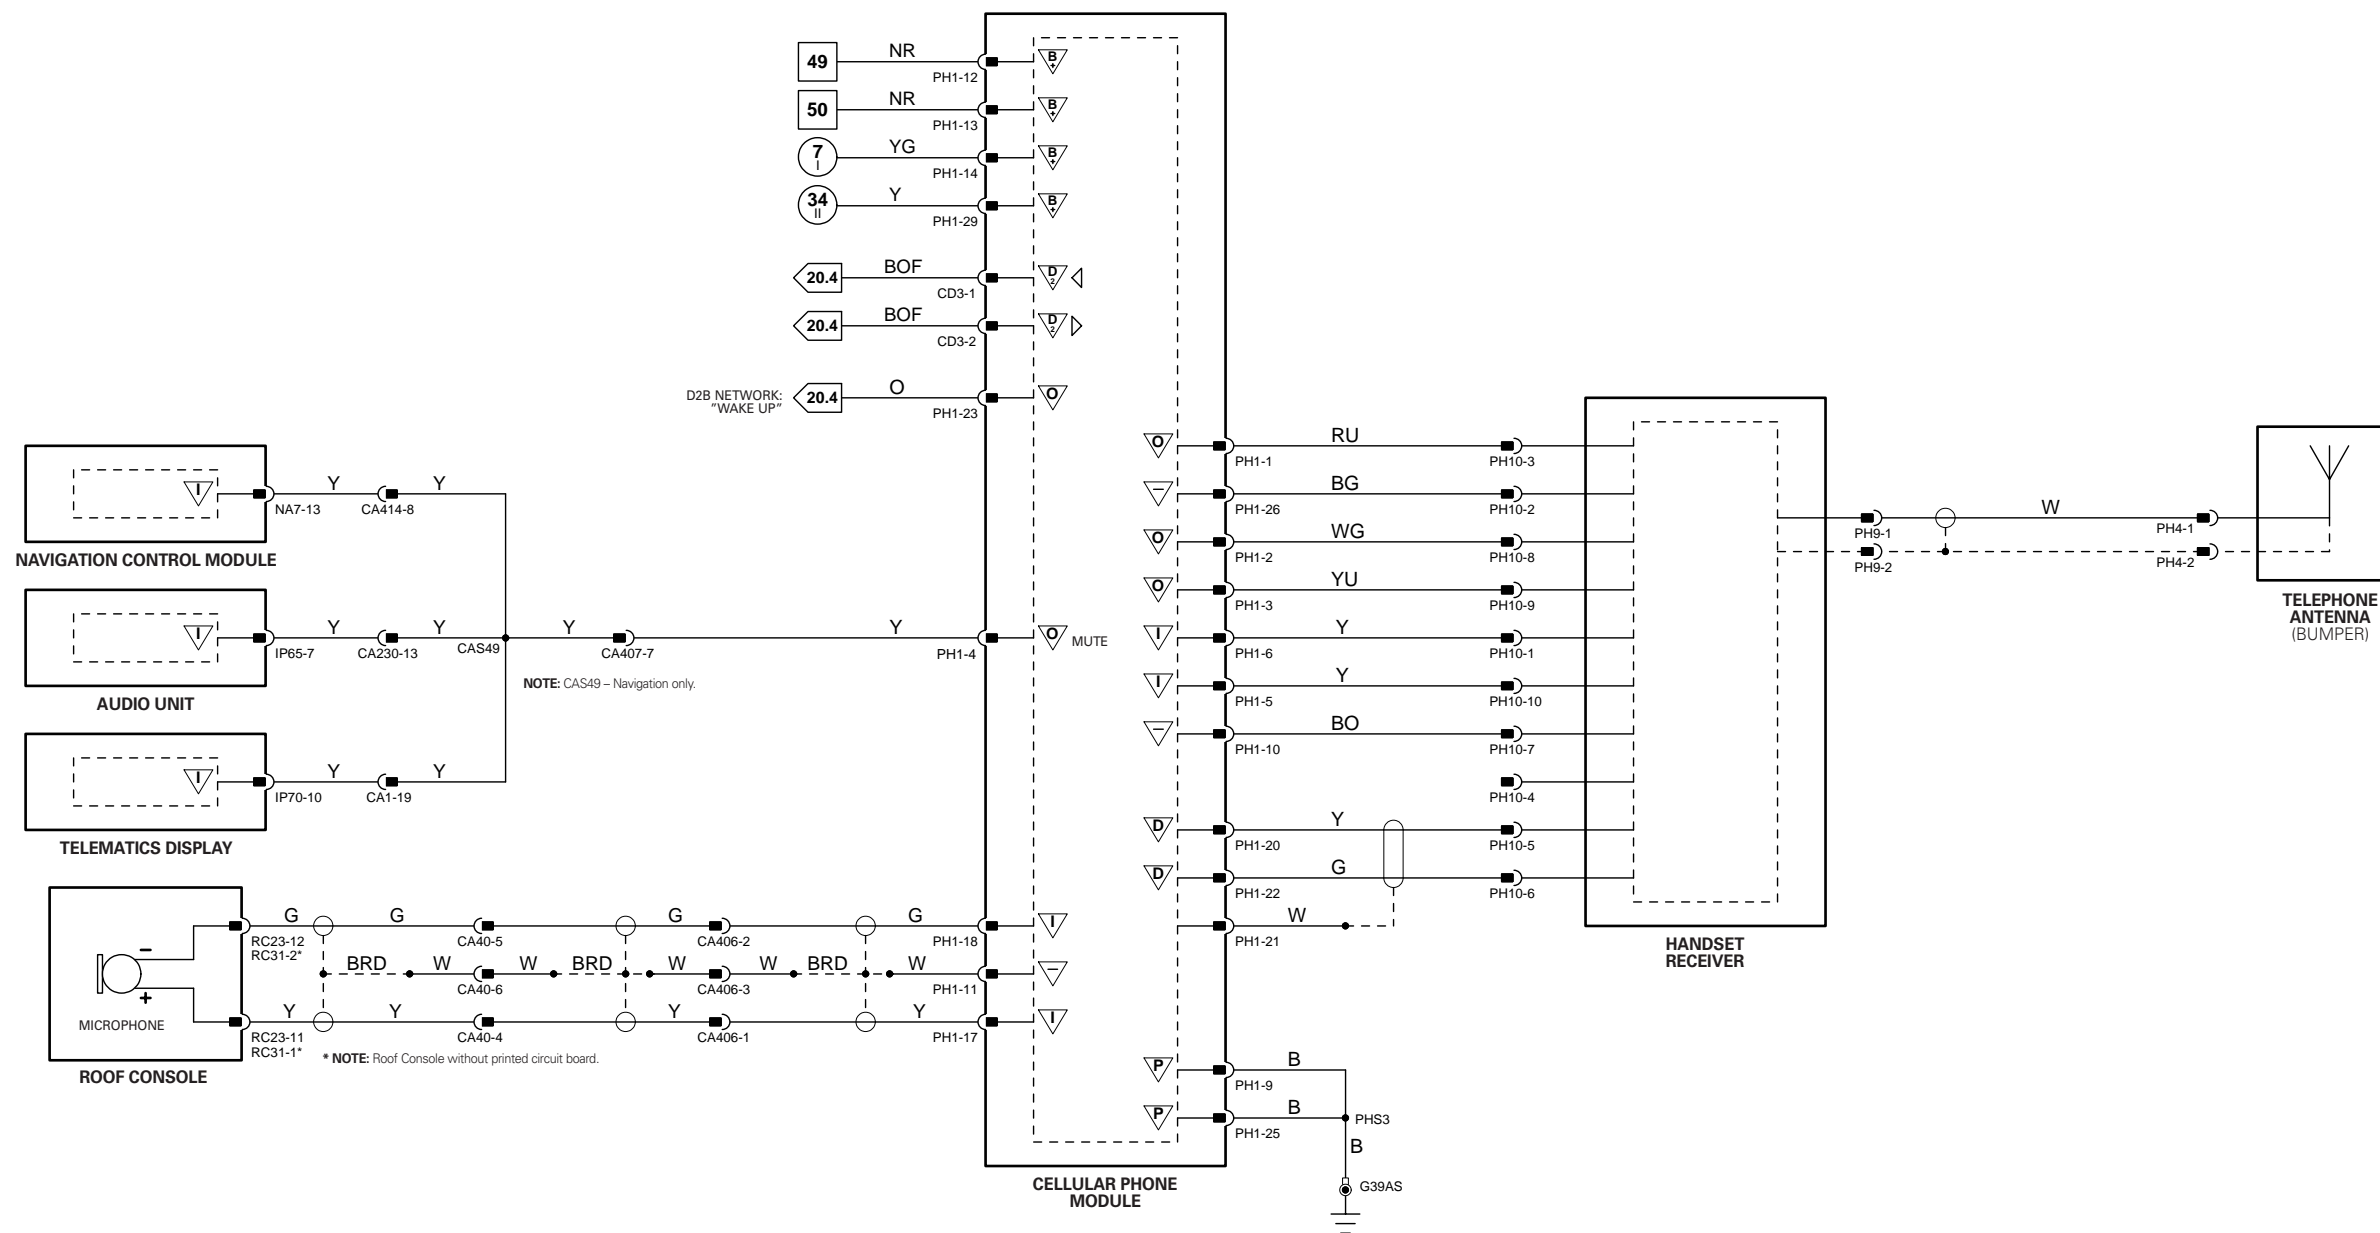 49 NR PH1-12 B+
50 NR PH1-13 B+
7 I YG PH1-14 B+
34 II Y PH1-29 B+
20.4 BOF CD3-1 D2
20.4 BOF CD3-2 D2
D2B NETWORK:
"WAKE UP"
20.4 O PH1-23 O
I NA7-13 Y CA414-8 Y
NAVIGATION CONTROL MODULE
I IP65-7 Y CA230-13 Y CAS49 Y CA407-7 Y PH1-4 O MUTE
NOTE: CAS49 – Navigation only.
AUDIO UNIT
I IP70-10 Y CA1-19 Y
TELEMATICS DISPLAY
MICROPHONE
–
+
G RC23-12 G CA40-5 G CA406-2 G PH1-18 I
RC31-2*
BRD W CA40-6 W BRD W CA406-3 W BRD W PH1-11 –
Y RC23-11 Y CA40-4 Y CA406-1 Y PH1-17 I
RC31-1*
* NOTE: Roof Console without printed circuit board.
ROOF CONSOLE
O PH1-1 RU PH10-3
– PH1-26 BG PH10-2
O PH1-2 WG PH10-8
O PH1-3 YU PH10-9
I PH1-6 Y PH10-1
I PH1-5 Y PH10-10
– PH1-10 BO PH10-7
PH10-4
D PH1-20 Y PH10-5
D PH1-22 G PH10-6
PH1-21 W
P PH1-9 B
P PH1-25 B PHS3
B
G39AS
CELLULAR PHONE
MODULE
HANDSET
RECEIVER
PH9-1 W PH4-1
PH9-2 PH4-2
TELEPHONE
ANTENNA
(BUMPER)